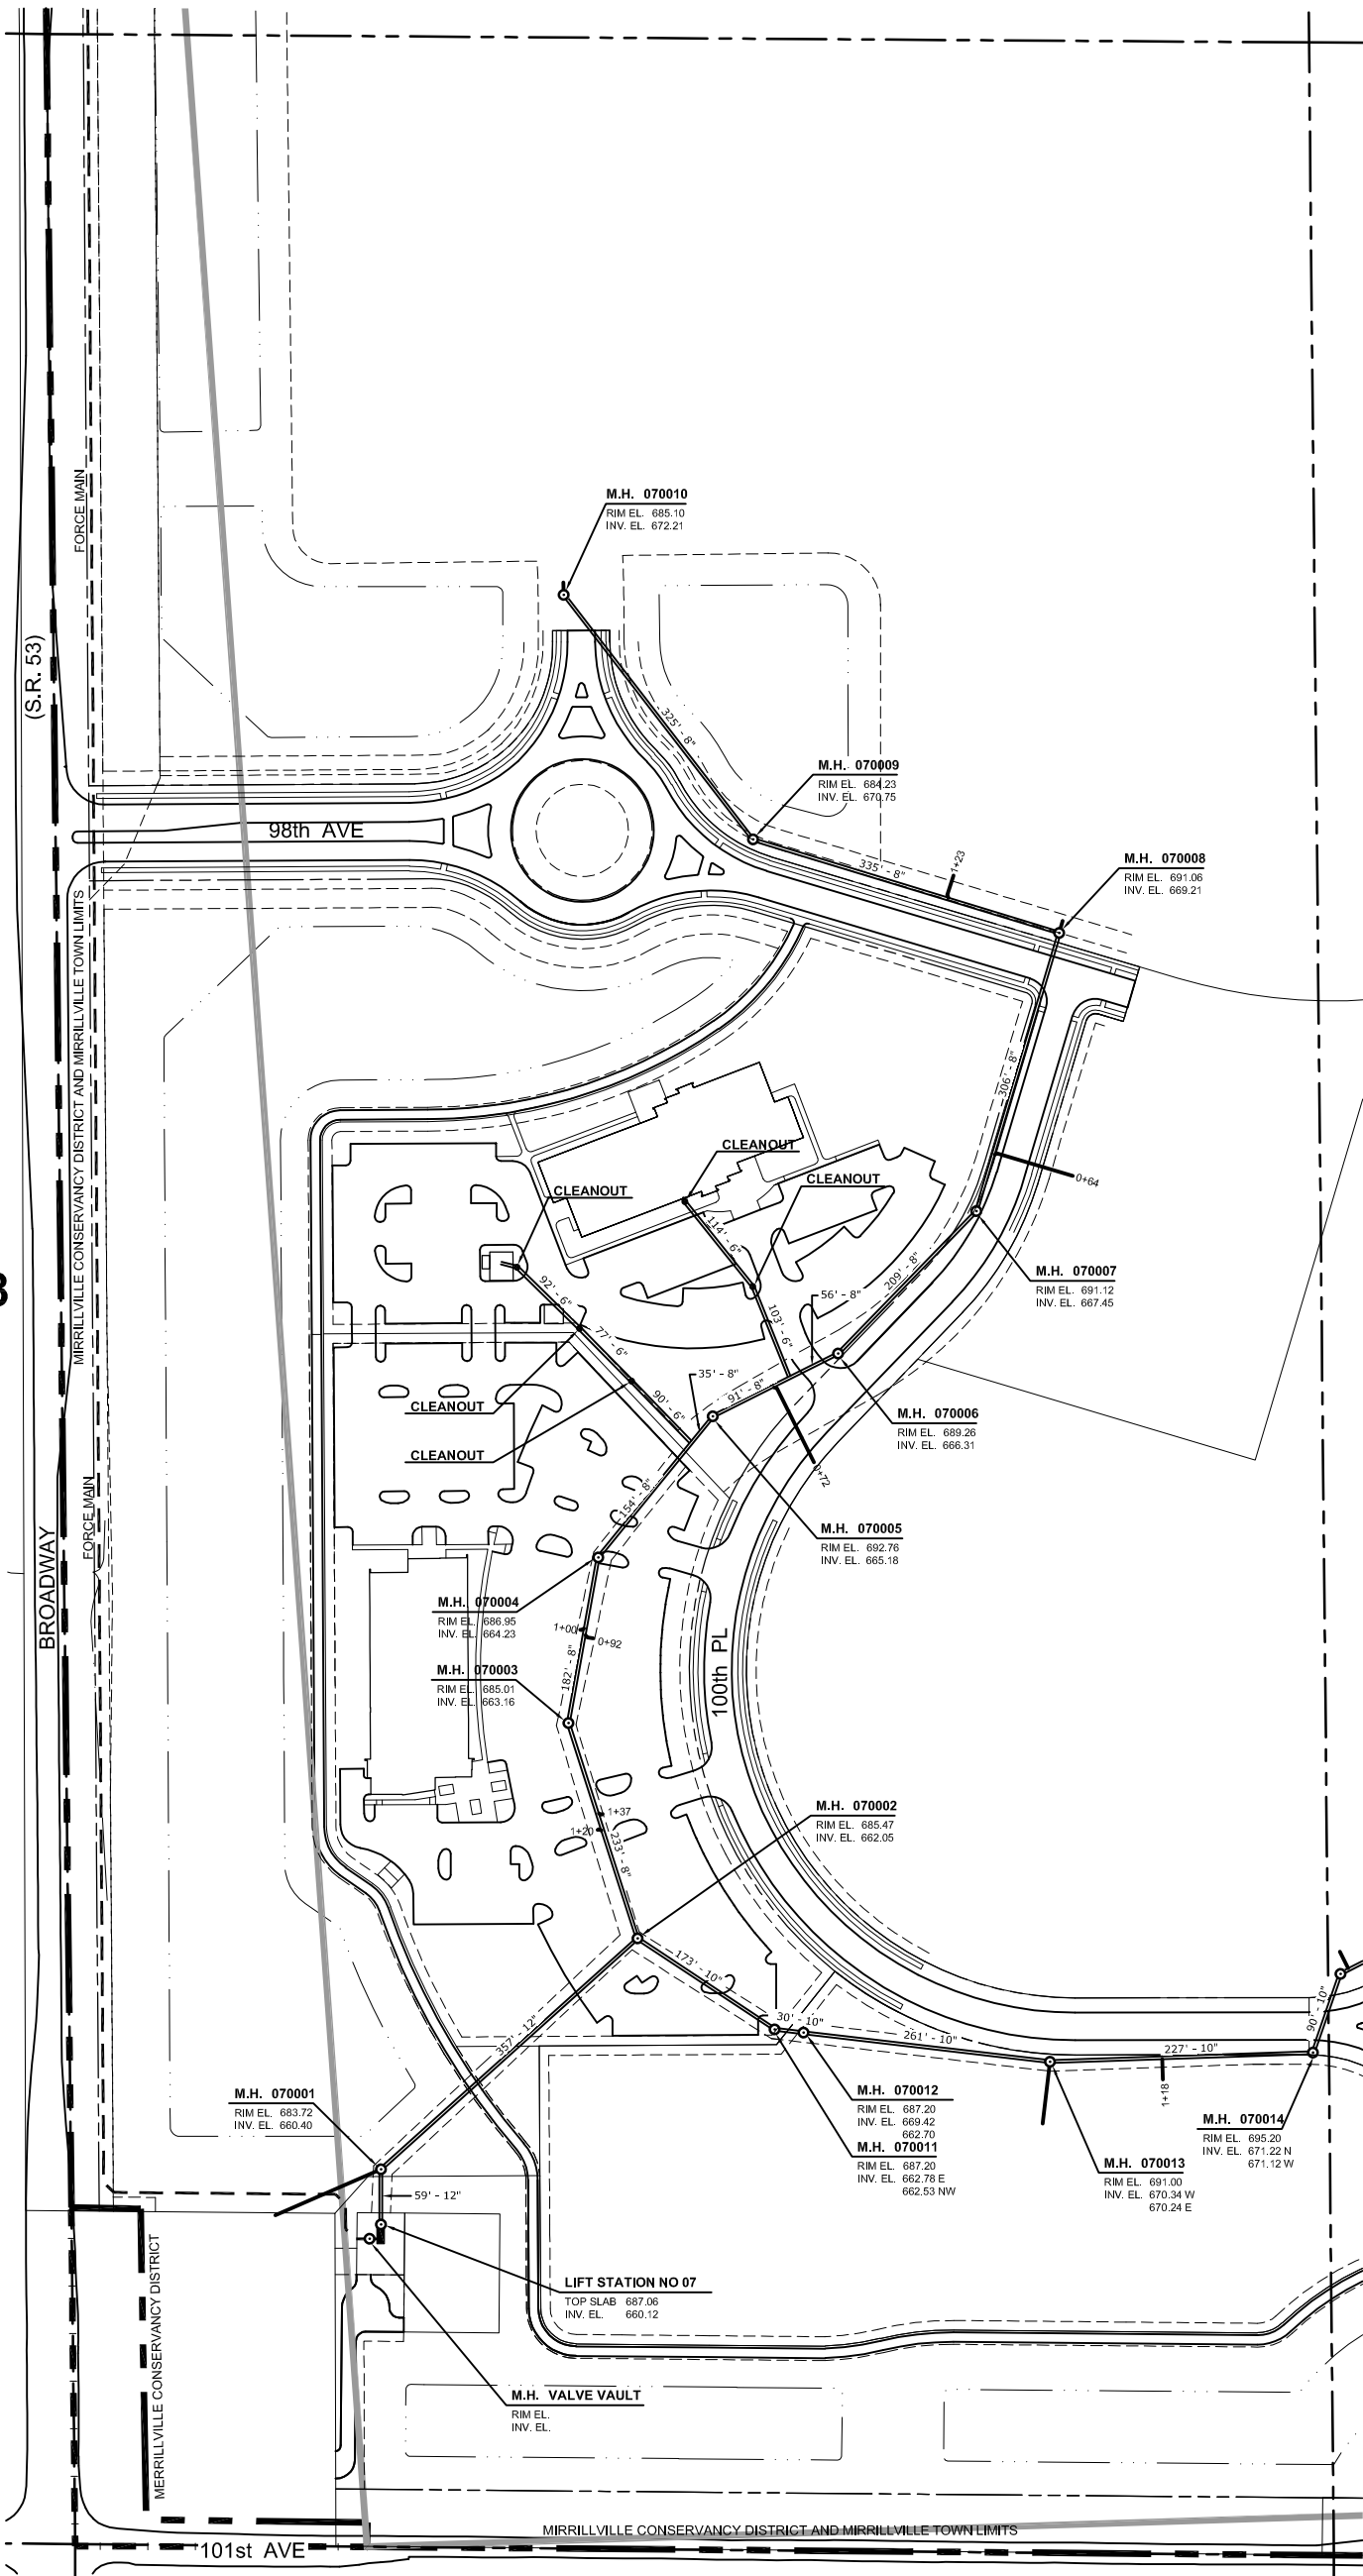 M.H. 070010
RIM EL. 685.10
INV. EL. 672.21
FORCE MAIN
(S.R. 53)
325' - 8"
M.H. 070009
RIM EL. 684.23
INV. EL. 670.75
98th AVE
335' - 8"
1+23
M.H. 070008
RIM EL. 691.06
INV. EL. 669.21
MIRRILLVILLE CONSERVANCY DISTRICT AND MIRRILLVILLE TOWN LIMITS
306' - 8"
0+64
CLEANOUT
CLEANOUT
CLEANOUT
114' - 6"
92' - 6"
209' - 8"
M.H. 070007
RIM EL. 691.12
INV. EL. 667.45
56' - 8"
103' - 6"
77' - 6"
35' - 8"
91' - 8"
90' - 6"
CLEANOUT
CLEANOUT
M.H. 070006
RIM EL. 689.26
INV. EL. 666.31
0+72
154' - 8"
FORCE MAIN
BROADWAY
M.H. 070005
RIM EL. 692.76
INV. EL. 665.18
M.H. 070004
RIM EL. 686.95
INV. EL. 664.23
1+00
0+92
182' - 8"
M.H. 070003
RIM EL. 685.01
INV. EL. 663.16
100th PL
M.H. 070002
RIM EL. 685.47
INV. EL. 662.05
1+37
1+20
233' - 8"
173' - 10"
30' - 10"
261' - 10"
227' - 10"
90' - 10"
357' - 12"
1+18
M.H. 070001
RIM EL. 683.72
INV. EL. 660.40
M.H. 070012
RIM EL. 687.20
INV. EL. 669.42
662.70
M.H. 070011
RIM EL. 687.20
INV. EL. 662.78 E
662.53 NW
M.H. 070014
RIM EL. 695.20
INV. EL. 671.22 N
671.12 W
M.H. 070013
RIM EL. 691.00
INV. EL. 670.34 W
670.24 E
59' - 12"
MERRILLVILLE CONSERVANCY DISTRICT
LIFT STATION NO 07
TOP SLAB 687.06
INV. EL. 660.12
M.H. VALVE VAULT
RIM EL.
INV. EL.
MIRRILLVILLE CONSERVANCY DISTRICT AND MIRRILLVILLE TOWN LIMITS
101st AVE